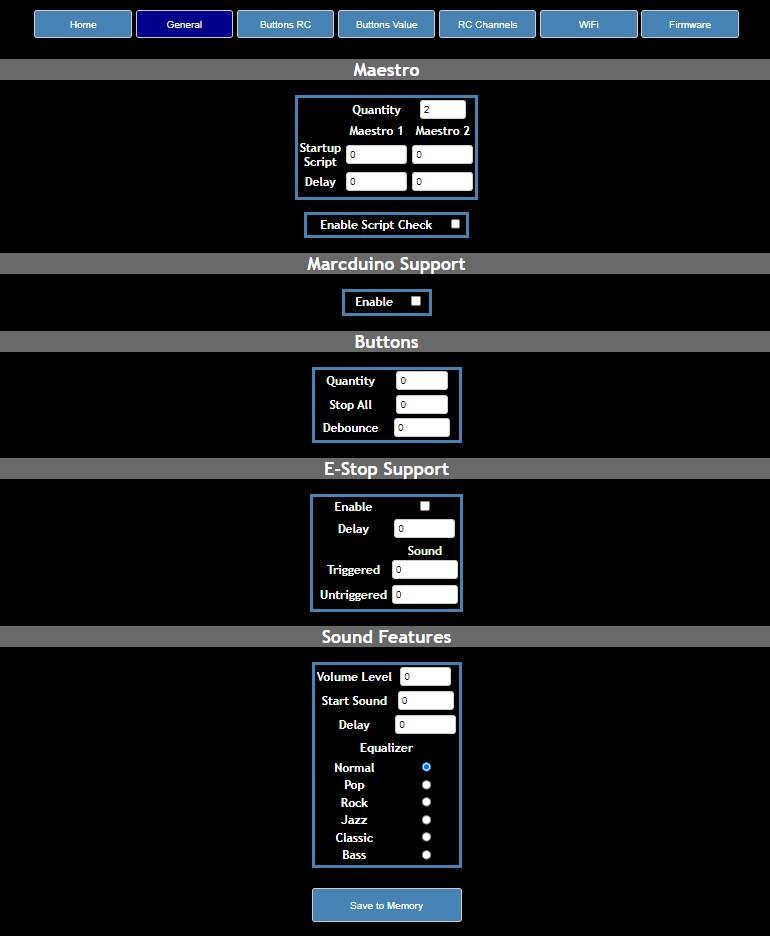 Home General Buttons RC Buttons Value RC Channels WiFi Firmware
Maestro
Quantity 2
Maestro 1 Maestro 2
Startup
Script 0 0
Delay 0 0
Enable Script Check
Marcduino Support
Enable
Buttons
Quantity 0
Stop All 0
Debounce 0
E-Stop Support
Enable
Delay 0
Sound
Triggered 0
Untriggered 0
Sound Features
Volume Level 0
Start Sound 0
Delay 0
Equalizer
Normal
Pop
Rock
Jazz
Classic
Bass
Save to Memory